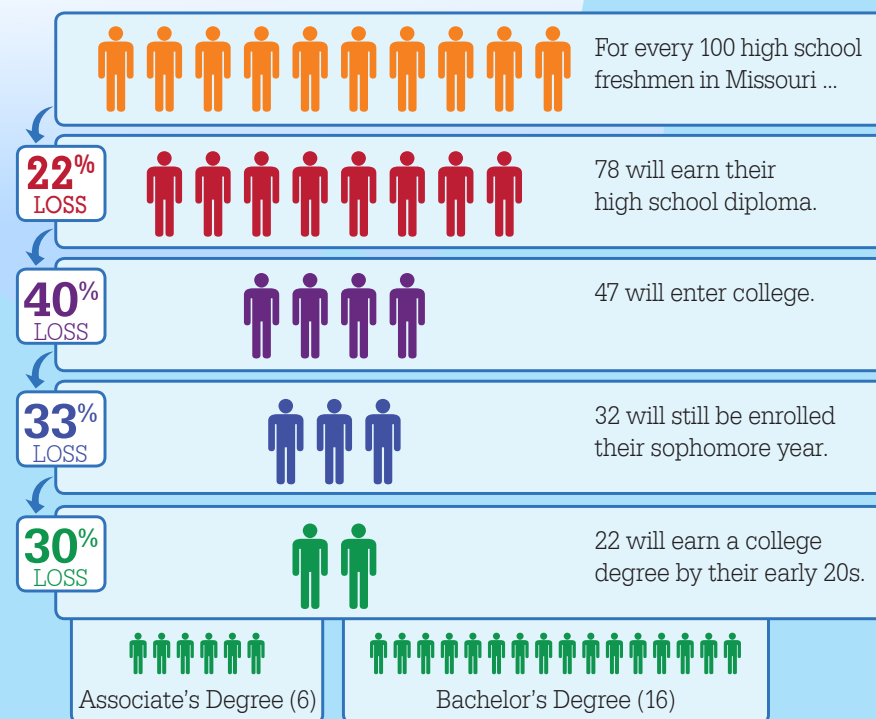 For every 100 high school
freshmen in Missouri ...
22%
LOSS
78 will earn their
high school diploma.
40%
LOSS
47 will enter college.
33%
LOSS
32 will still be enrolled
their sophomore year.
30%
LOSS
22 will earn a college
degree by their early 20s.
Associate's Degree (6)
Bachelor's Degree (16)